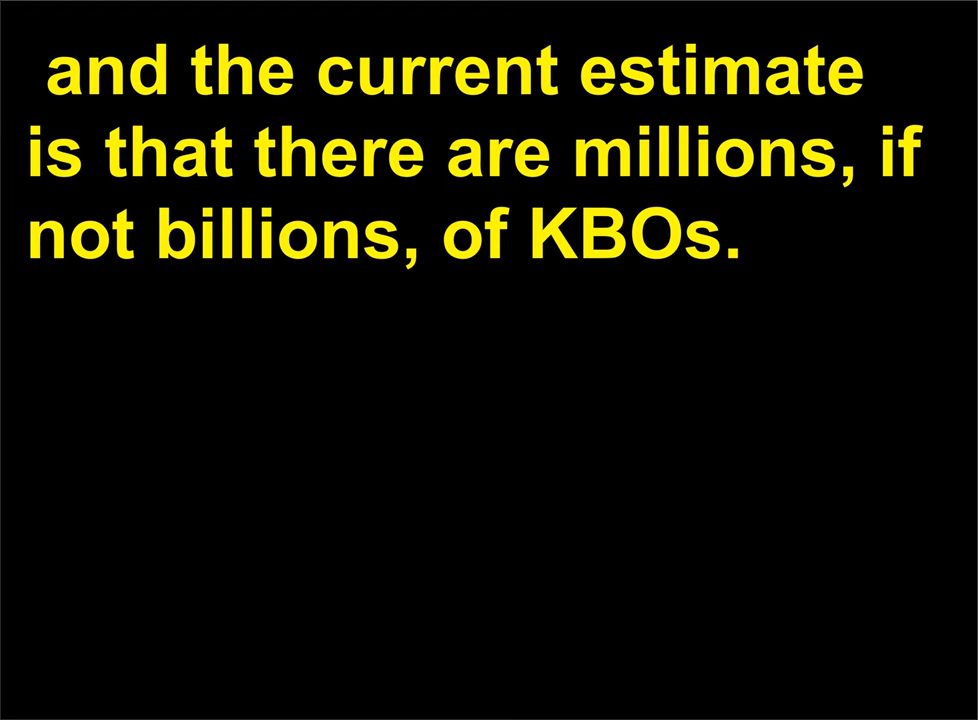 and the current estimate
is that there are millions, if
not billions, of KBOs.